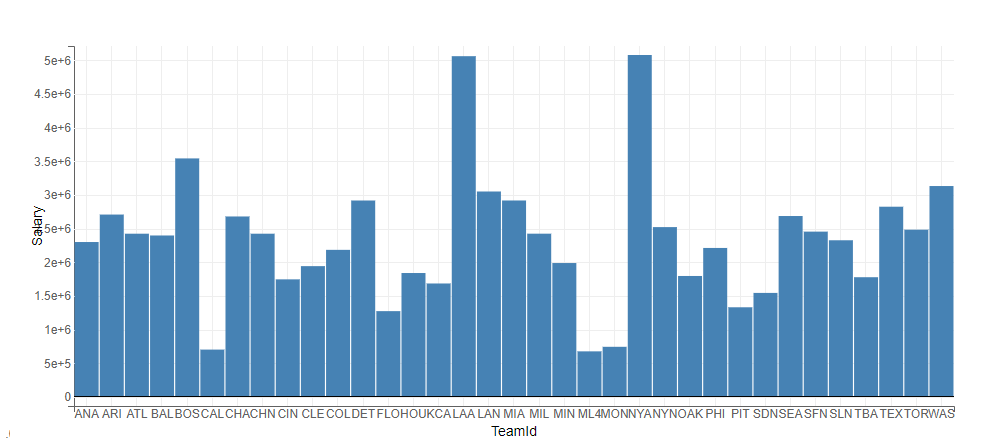 5e+6
4.5e+6
4e+6
3.5e+6
3e+6
2.5e+6
2e+6
1.5e+6
1e+6
5e+5
0
Salary
ANA ARI ATL BAL BOS CAL CHA CHN CIN CLE COL DET FLO HOU KCA LAA LAN MIA MIL MIN ML4 MON NYA NYN OAK PHI PIT SDN SEA SFN SLN TBA TEX TOR WAS
TeamId